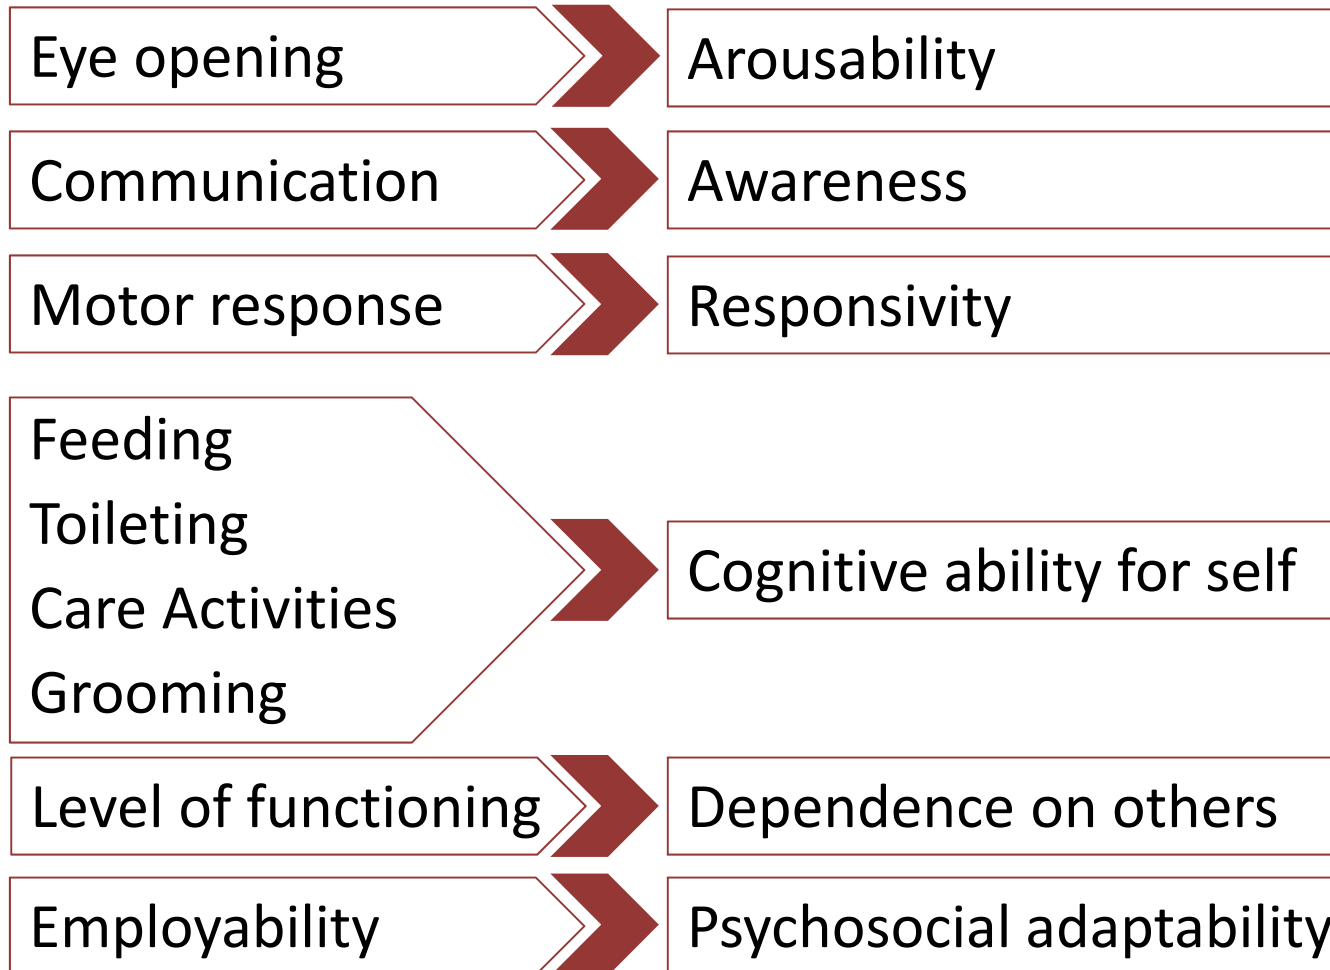 Eye opening
Arousability
Communication
Awareness
Motor response
Responsivity
Feeding
Toileting
Care Activities
Grooming
Cognitive ability for self
Level of functioning
Dependence on others
Employability
Psychosocial adaptability